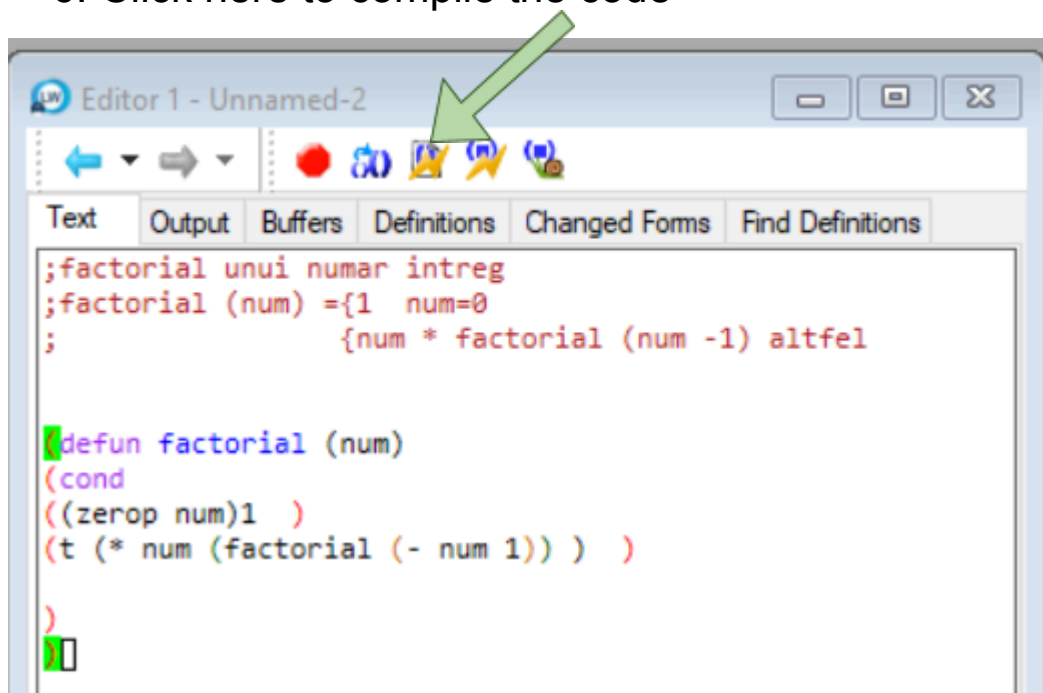 Click here to compile the code
Editor 1 - Unnamed-2
Text Output Buffers Definitions Changed Forms Find Definitions
;factorial unui numar intreg
;factorial (num) ={1  num=0
;                 {num * factorial (num -1) altfel
(defun factorial (num)
(cond
((zerop num)1  )
(t (* num (factorial (- num 1)) )  )
)
)